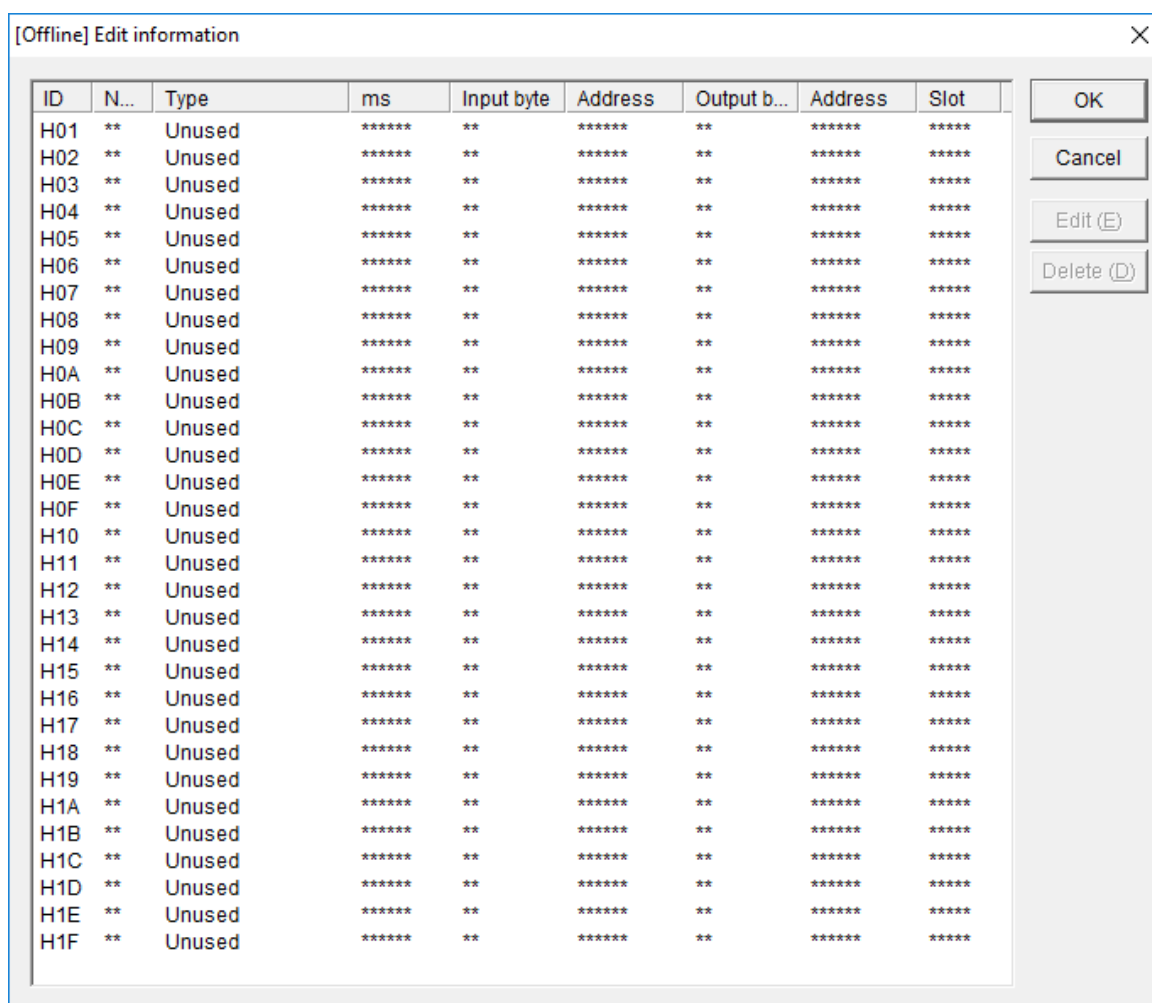 [Offline] Edit information
ID N... Type ms Input byte Address Output b... Address Slot
H01 ** Unused ****** ** ****** ** ****** *****
H02 ** Unused ****** ** ****** ** ****** *****
H03 ** Unused ****** ** ****** ** ****** *****
H04 ** Unused ****** ** ****** ** ****** *****
H05 ** Unused ****** ** ****** ** ****** *****
H06 ** Unused ****** ** ****** ** ****** *****
H07 ** Unused ****** ** ****** ** ****** *****
H08 ** Unused ****** ** ****** ** ****** *****
H09 ** Unused ****** ** ****** ** ****** *****
H0A ** Unused ****** ** ****** ** ****** *****
H0B ** Unused ****** ** ****** ** ****** *****
H0C ** Unused ****** ** ****** ** ****** *****
H0D ** Unused ****** ** ****** ** ****** *****
H0E ** Unused ****** ** ****** ** ****** *****
H0F ** Unused ****** ** ****** ** ****** *****
H10 ** Unused ****** ** ****** ** ****** *****
H11 ** Unused ****** ** ****** ** ****** *****
H12 ** Unused ****** ** ****** ** ****** *****
H13 ** Unused ****** ** ****** ** ****** *****
H14 ** Unused ****** ** ****** ** ****** *****
H15 ** Unused ****** ** ****** ** ****** *****
H16 ** Unused ****** ** ****** ** ****** *****
H17 ** Unused ****** ** ****** ** ****** *****
H18 ** Unused ****** ** ****** ** ****** *****
H19 ** Unused ****** ** ****** ** ****** *****
H1A ** Unused ****** ** ****** ** ****** *****
H1B ** Unused ****** ** ****** ** ****** *****
H1C ** Unused ****** ** ****** ** ****** *****
H1D ** Unused ****** ** ****** ** ****** *****
H1E ** Unused ****** ** ****** ** ****** *****
H1F ** Unused ****** ** ****** ** ****** *****
OK
Cancel
Edit (E)
Delete (D)